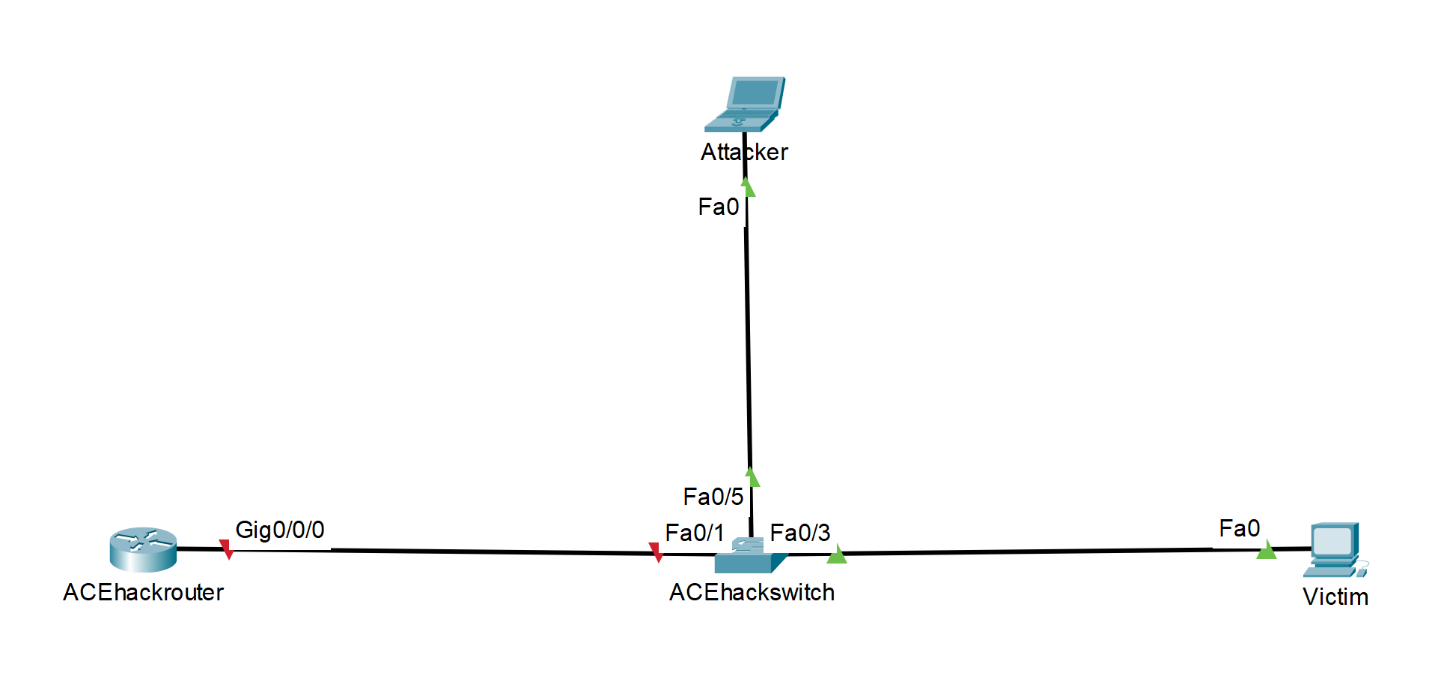 Attacker
Fa0
Fa0/5
Gig0/0/0
Fa0/1
Fa0/3
Fa0
ACEhackrouter
ACEhackswitch
Victim